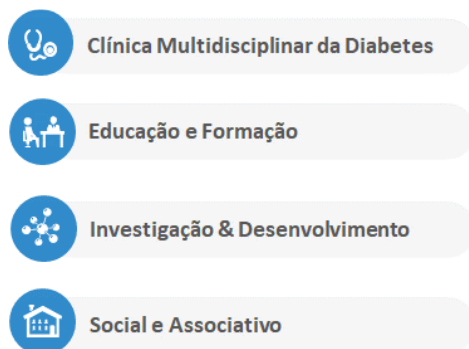 Clínica Multidisciplinar da Diabetes
Educação e Formação
Investigação & Desenvolvimento
Social e Associativo